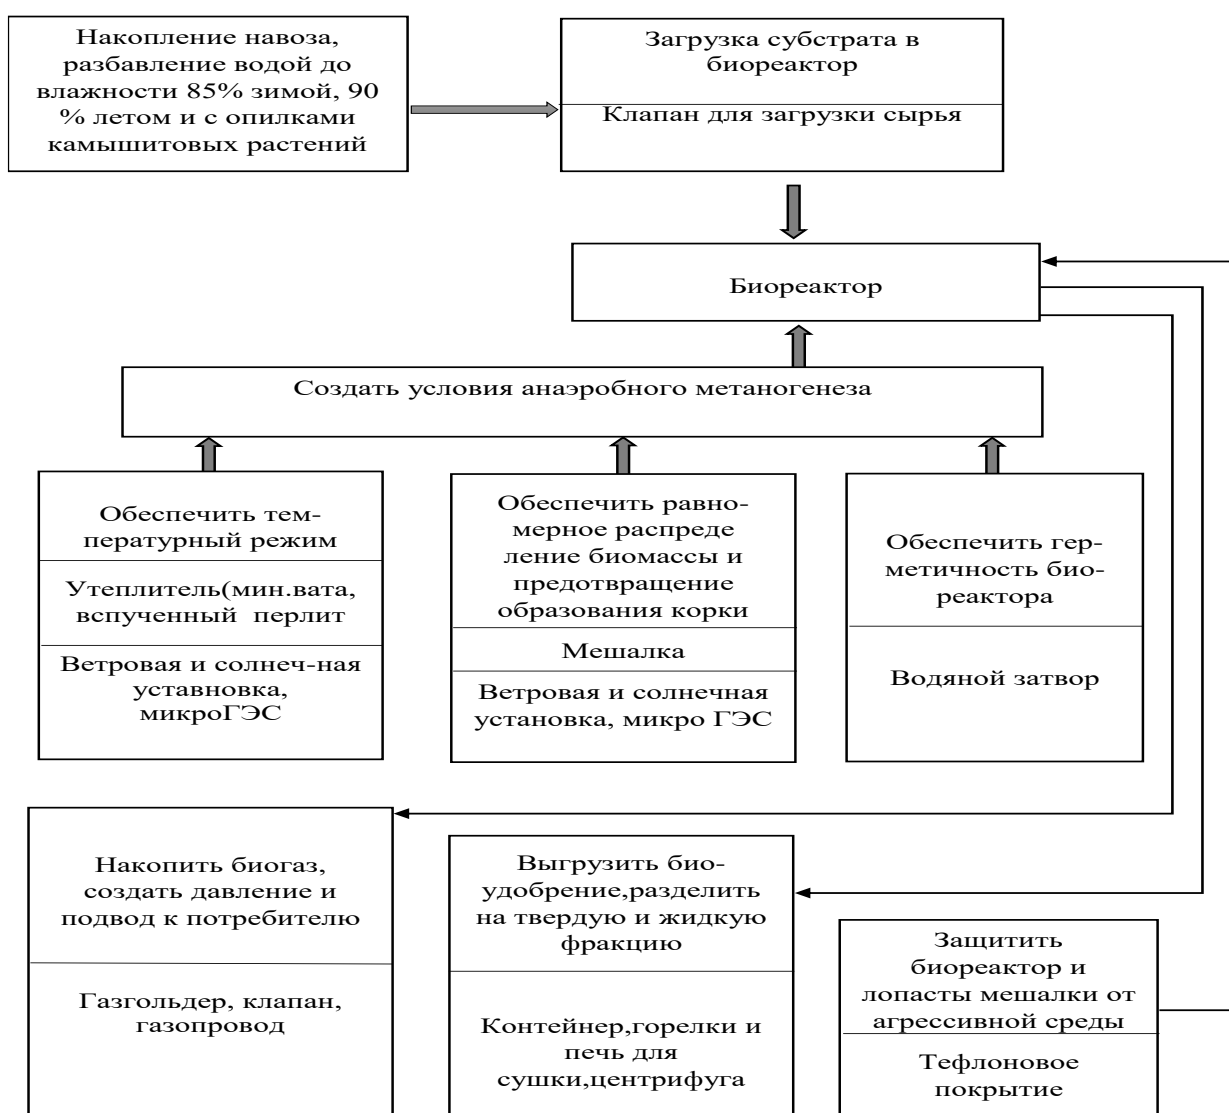 Накопление навоза,
разбавление водой до
влажности 85% зимой, 90
% летом и с опилками
камышитовых растений
Загрузка субстрата в
биореактор
Клапан для загрузки сырья
Биореактор
Создать условия анаэробного метаногенеза
Обеспечить тем-
пературный режим
Утеплитель(мин.вата,
вспученный перлит
Ветровая и солнеч-ная
уставновка,
микроГЭС
Обеспечить равно-
мерное распреде
ление биомассы и
предотвращение
образования корки
Мешалка
Ветровая и солнечная
установка, микро ГЭС
Обеспечить гер-
метичность био-
реактора
Водяной затвор
Накопить биогаз,
создать давление и
подвод к потребителю
Газгольдер, клапан,
газопровод
Выгрузить био-
удобрение,разделить
на твердую и жидкую
фракцию
Контейнер,горелки и
печь для
сушки,центрифуга
Защитить
биореактор и
лопасты мешалки от
агрессивной среды
Тефлоновое
покрытие